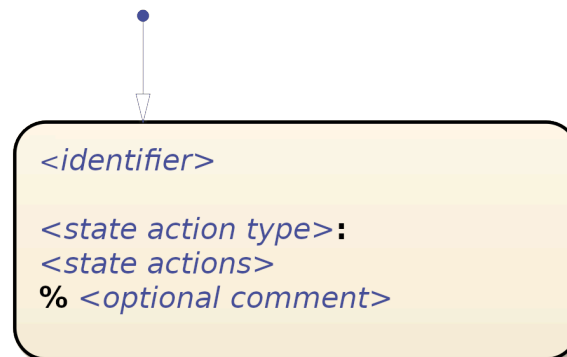 <identifier>
<state action type>:
<state actions>
% <optional comment>